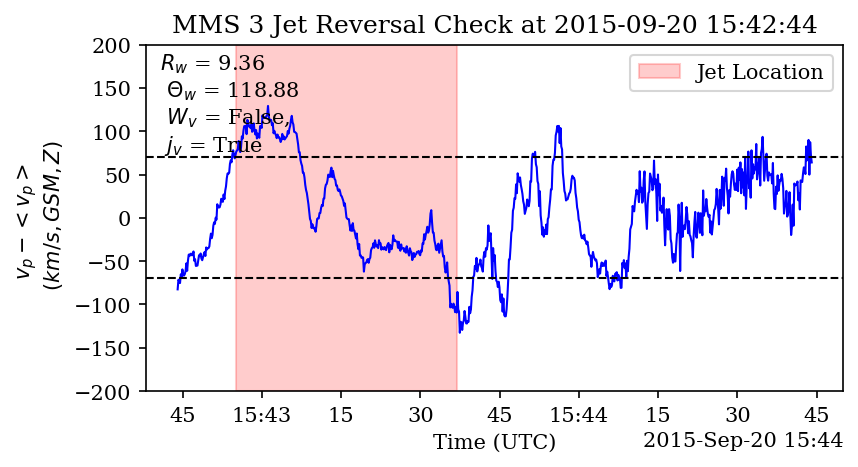 MMS 3 Jet Reversal Check at 2015-09-20 15:42:44
200
150
100
50
0
−50
−100
−150
−200
v_p − <v_p>
(km/s, GSM, Z)
R_w = 9.36
Θ_w = 118.88
W_v = False,
j_v = True
Jet Location
45 15:43 15 30 45 15:44 15 30 45
Time (UTC)
2015-Sep-20 15:44